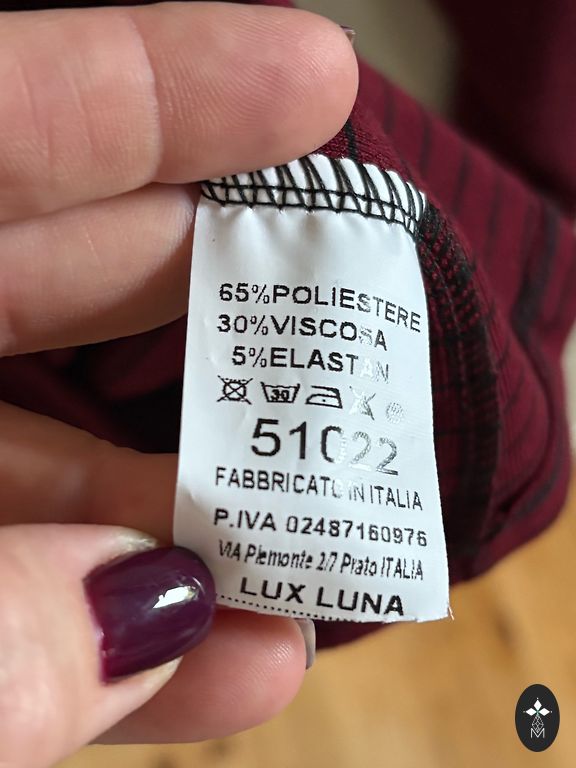 65%POLIESTERE
30%VISCOSA
5%ELASTAN
30
51022
FABBRICATO IN ITALIA
P.IVA 02487160976
VIA Piemonte 2/7 Prato ITALIA
LUX LUNA